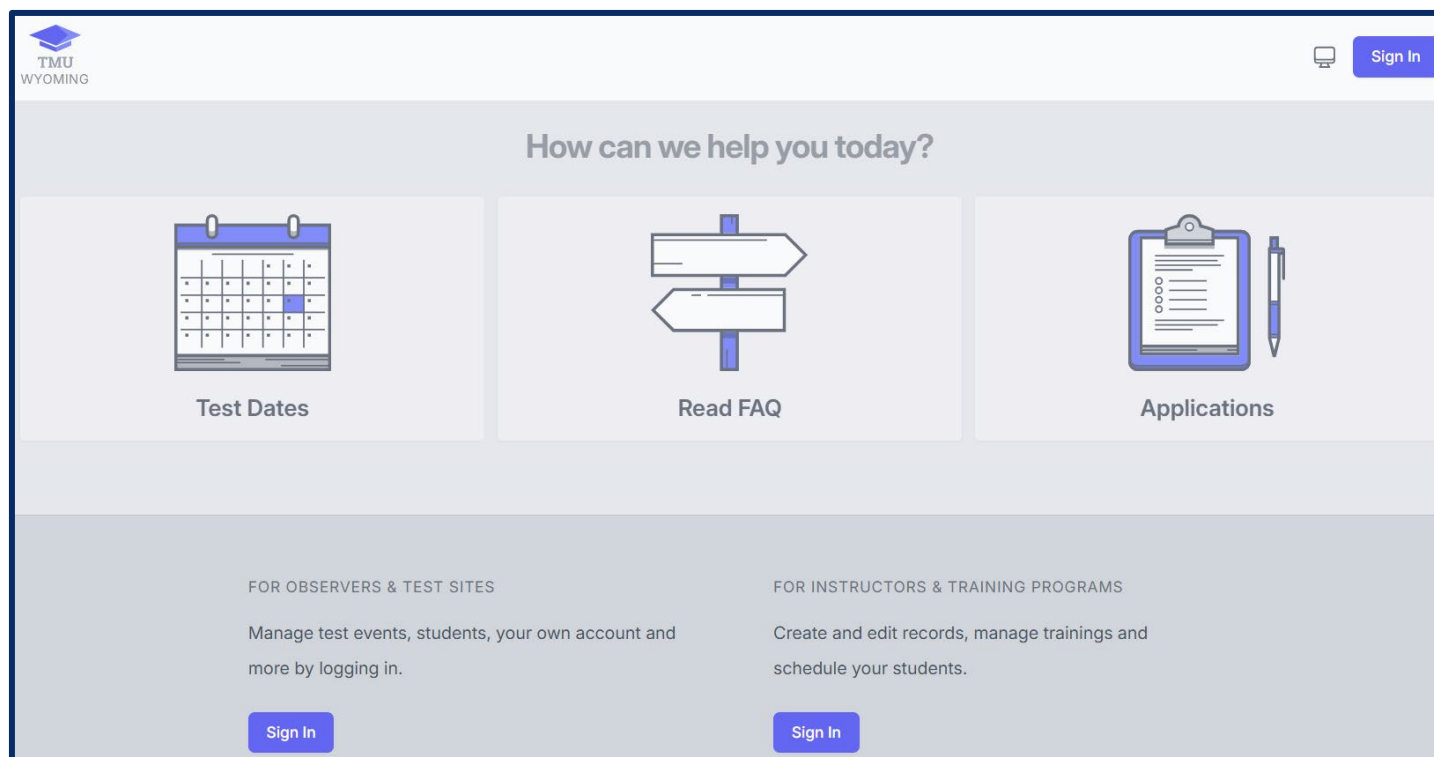 TMU
WYOMING
Sign In
How can we help you today?
Test Dates
Read FAQ
Applications
FOR OBSERVERS & TEST SITES
Manage test events, students, your own account and
more by logging in.
Sign In
FOR INSTRUCTORS & TRAINING PROGRAMS
Create and edit records, manage trainings and
schedule your students.
Sign In